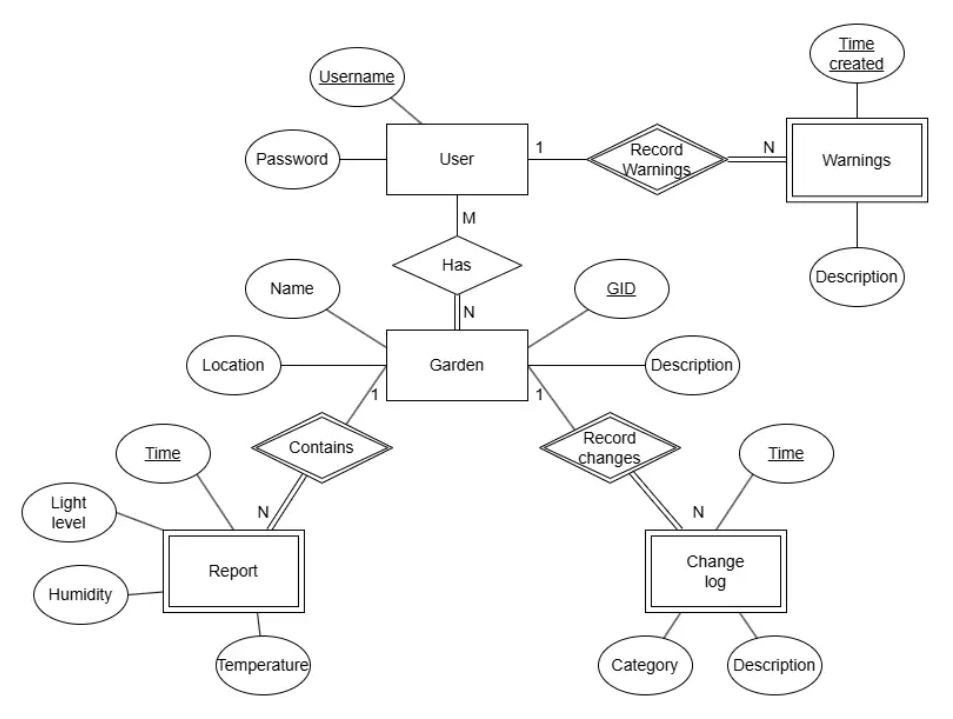 Time
created
Username
Password
User
1
Record
Warnings
N
Warnings
M
Description
Has
Name
GID
N
Location
Garden
Description
1
1
Contains
Record
changes
Time
Time
Light
level
N
N
Report
Change
log
Humidity
Temperature
Category
Description